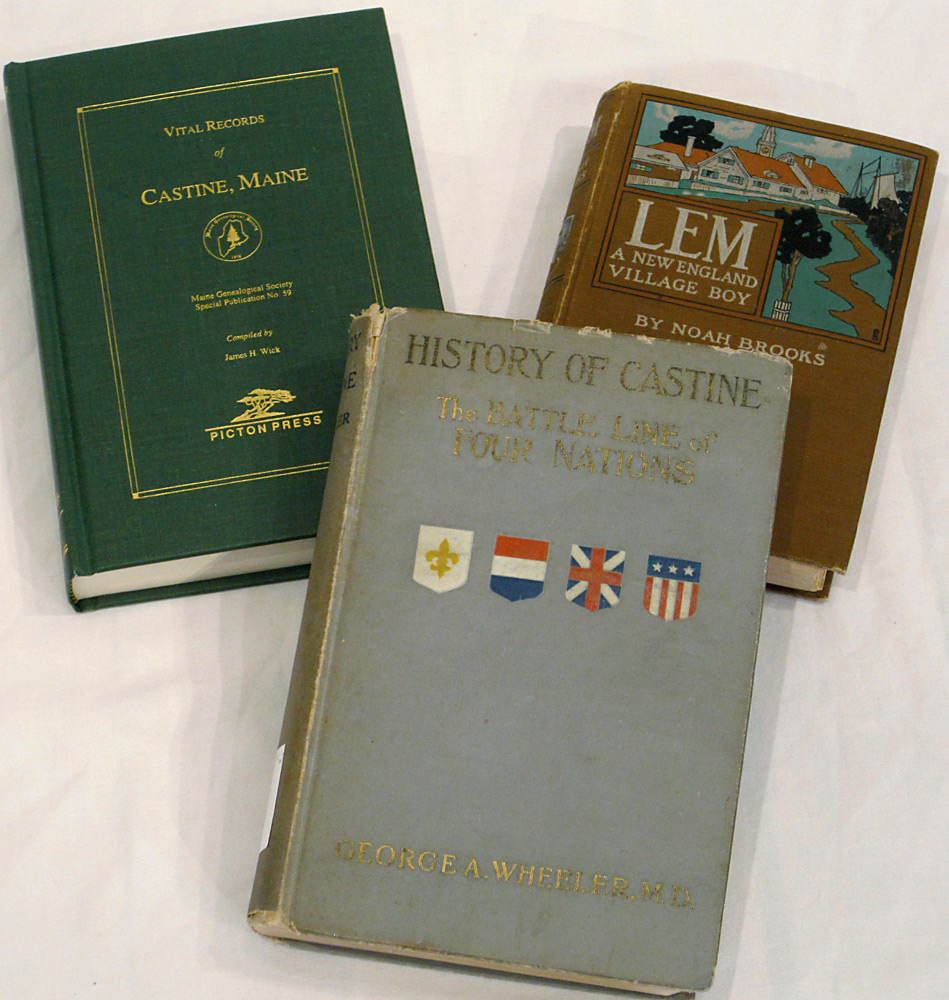 VITAL RECORDS
of
CASTINE, MAINE
Maine Genealogical Society
Special Publication No. 59
Compiled by
James H. Wick
PICTON PRESS
LEM
A NEW ENGLAND
VILLAGE BOY
BY NOAH BROOKS
HISTORY OF CASTINE
The BATTLE LINE of
FOUR NATIONS
GEORGE A. WHEELER, M.D.